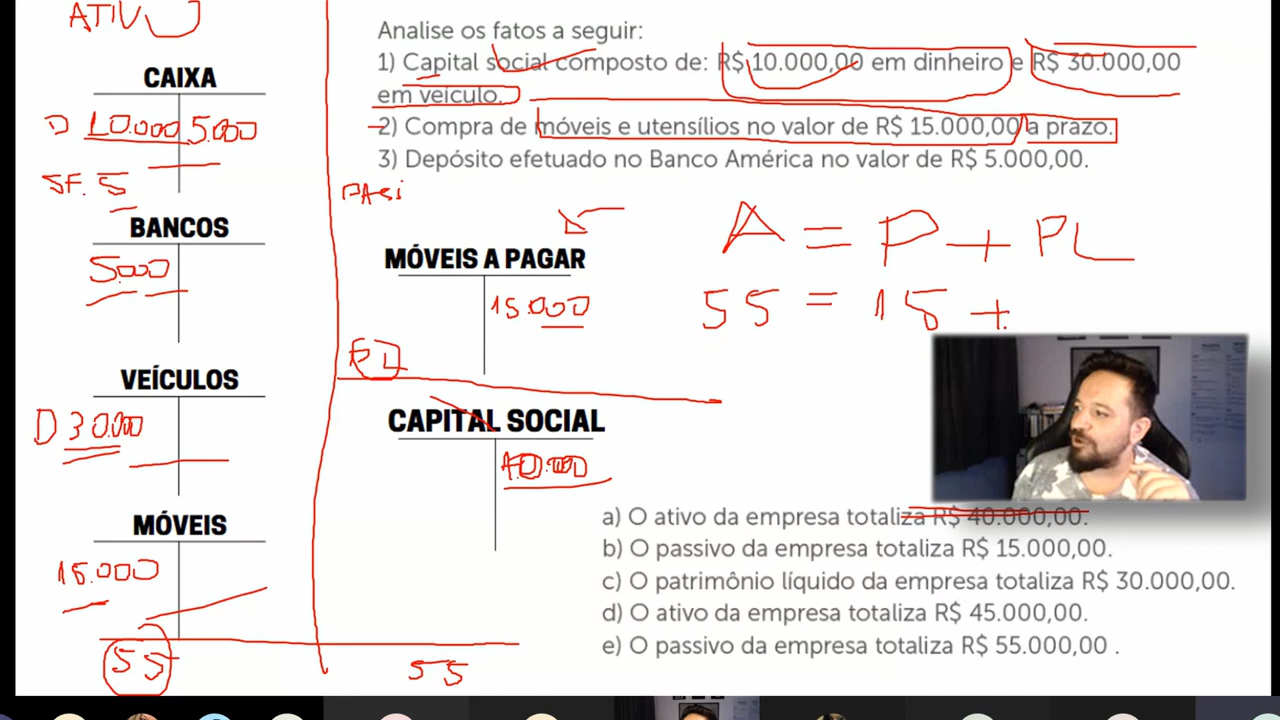 ATIVO
CAIXA
D 10.000 5.000
SF. 5
BANCOS
5.000
VEÍCULOS
D 30.000
MÓVEIS
15.000
55
Analise os fatos a seguir:
1) Capital social composto de: R$ 10.000,00 em dinheiro e R$ 30.000,00
em veículo.
2) Compra de móveis e utensílios no valor de R$ 15.000,00 a prazo.
3) Depósito efetuado no Banco América no valor de R$ 5.000,00.
PASI
MÓVEIS A PAGAR
15.000
PL
CAPITAL SOCIAL
40.000
55
A = P + PL
55 = 15 +
a) O ativo da empresa totaliza R$ 40.000,00.
b) O passivo da empresa totaliza R$ 15.000,00.
c) O patrimônio líquido da empresa totaliza R$ 30.000,00.
d) O ativo da empresa totaliza R$ 45.000,00.
e) O passivo da empresa totaliza R$ 55.000,00 .